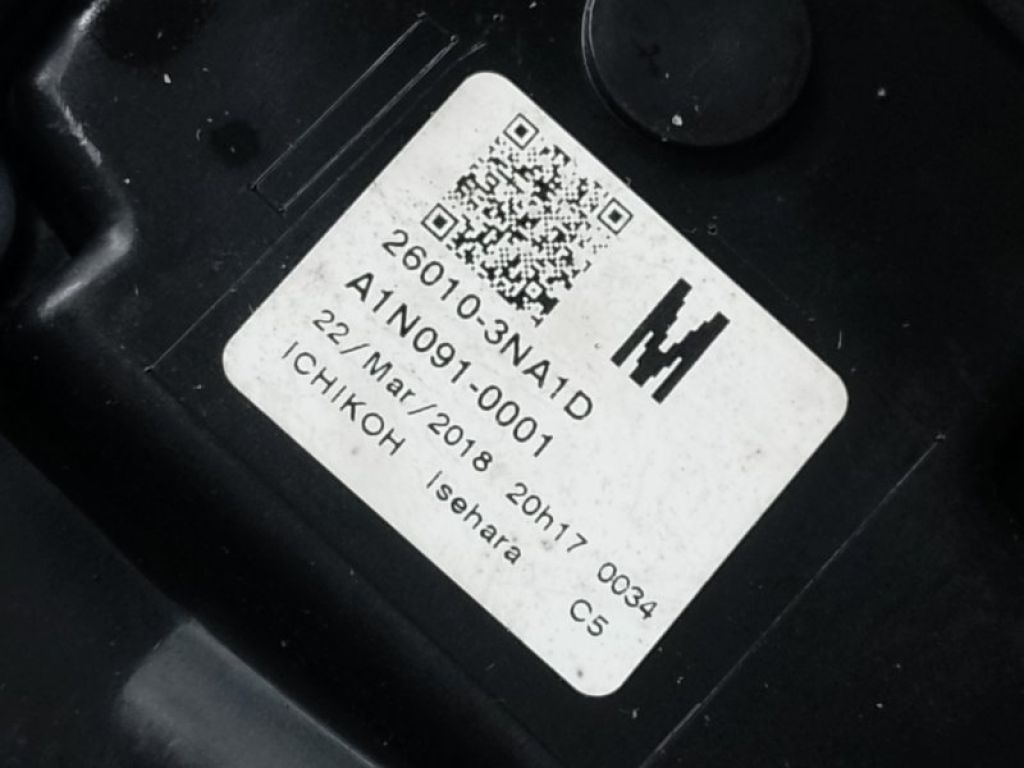 M
26010-3NA1D
A1N091-0001
22/Mar/2018 20h17 0034
ICHIKOH Isehara C5